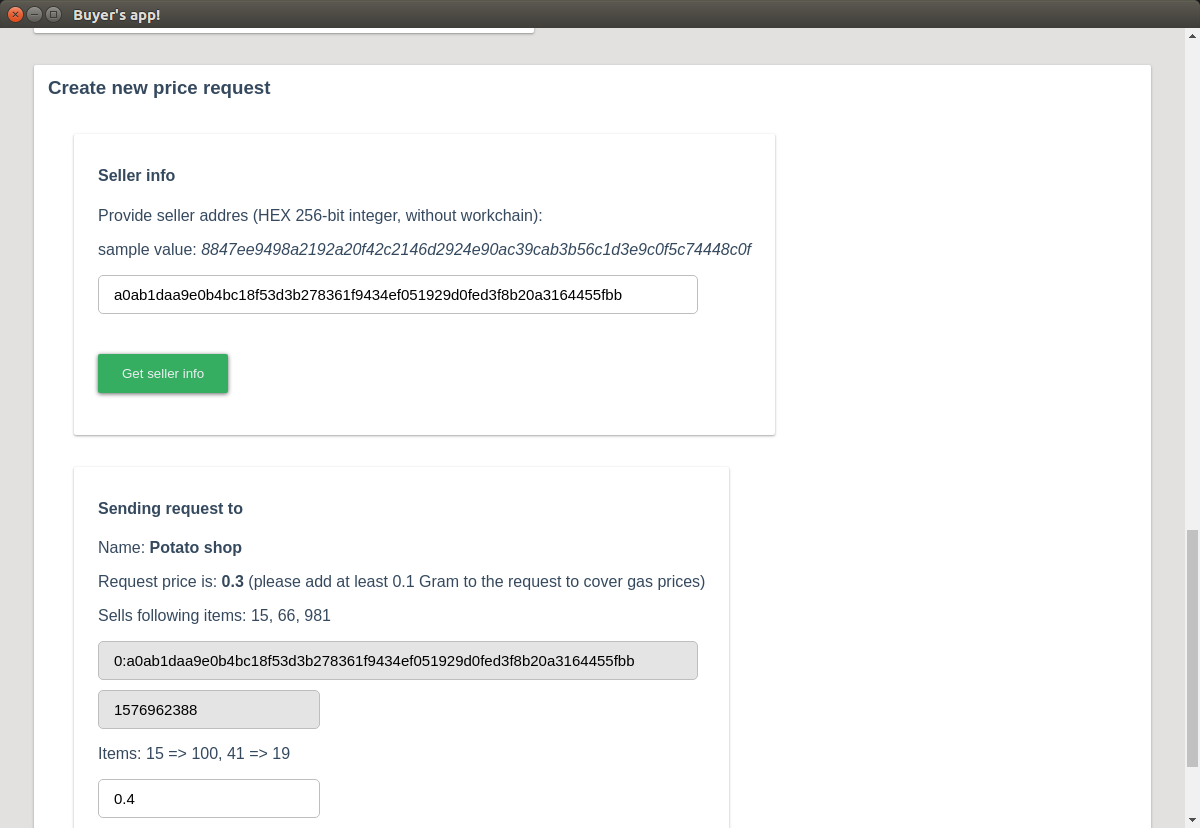 Buyer's app!
Create new price request
Seller info
Provide seller addres (HEX 256-bit integer, without workchain):
sample value: 8847ee9498a2192a20f42c2146d2924e90ac39cab3b56c1d3e9c0f5c74448c0f
a0ab1daa9e0b4bc18f53d3b278361f9434ef051929d0fed3f8b20a3164455fbb
Get seller info
Sending request to
Name: Potato shop
Request price is: 0.3 (please add at least 0.1 Gram to the request to cover gas prices)
Sells following items: 15, 66, 981
0:a0ab1daa9e0b4bc18f53d3b278361f9434ef051929d0fed3f8b20a3164455fbb
1576962388
Items: 15 => 100, 41 => 19
0.4